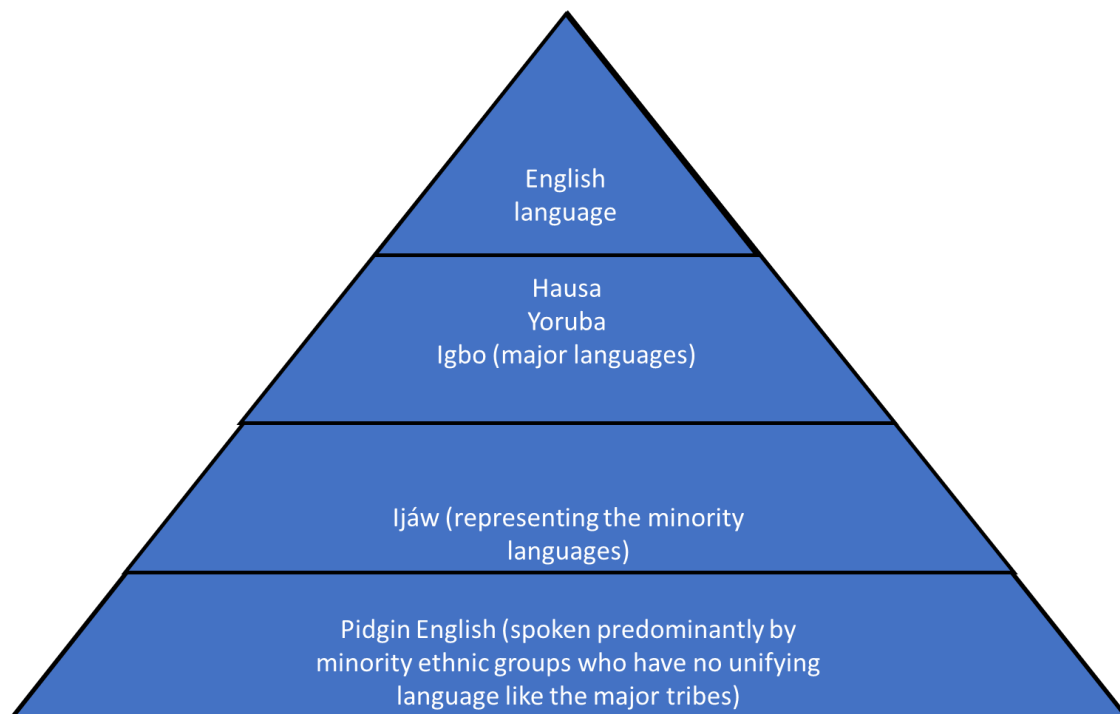 English
language
Hausa
Yoruba
Igbo (major languages)
Ijáw (representing the minority
languages)
Pidgin English (spoken predominantly by
minority ethnic groups who have no unifying
language like the major tribes)